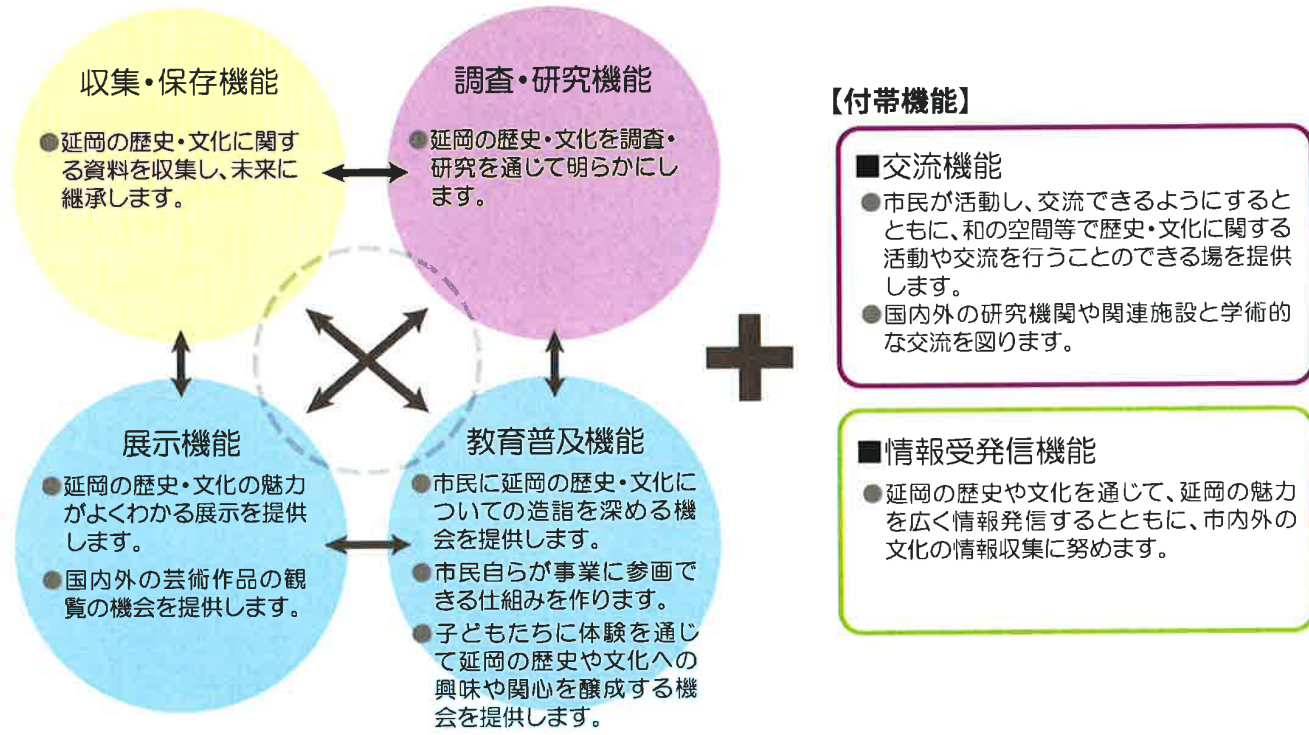 収集・保存機能
●延岡の歴史・文化に関す
る資料を収集し、未来に
継承します。
調査・研究機能
●延岡の歴史・文化を調査・
研究を通じて明らかにし
ます。
展示機能
●延岡の歴史・文化の魅力
がよくわかる展示を提供
します。
●国内外の芸術作品の観
覧の機会を提供します。
教育普及機能
●市民に延岡の歴史・文化に
ついての造詣を深める機
会を提供します。
●市民自らが事業に参画で
きる仕組みを作ります。
●子どもたちに体験を通じ
て延岡の歴史や文化への
興味や関心を醸成する機
会を提供します。
【付帯機能】
■交流機能
●市民が活動し、交流できるようにすると
ともに、和の空間等で歴史・文化に関する
活動や交流を行うことのできる場を提供
します。
●国内外の研究機関や関連施設と学術的
な交流を図ります。
■情報受発信機能
●延岡の歴史や文化を通じて、延岡の魅力
を広く情報発信するとともに、市内外の
文化の情報収集に努めます。